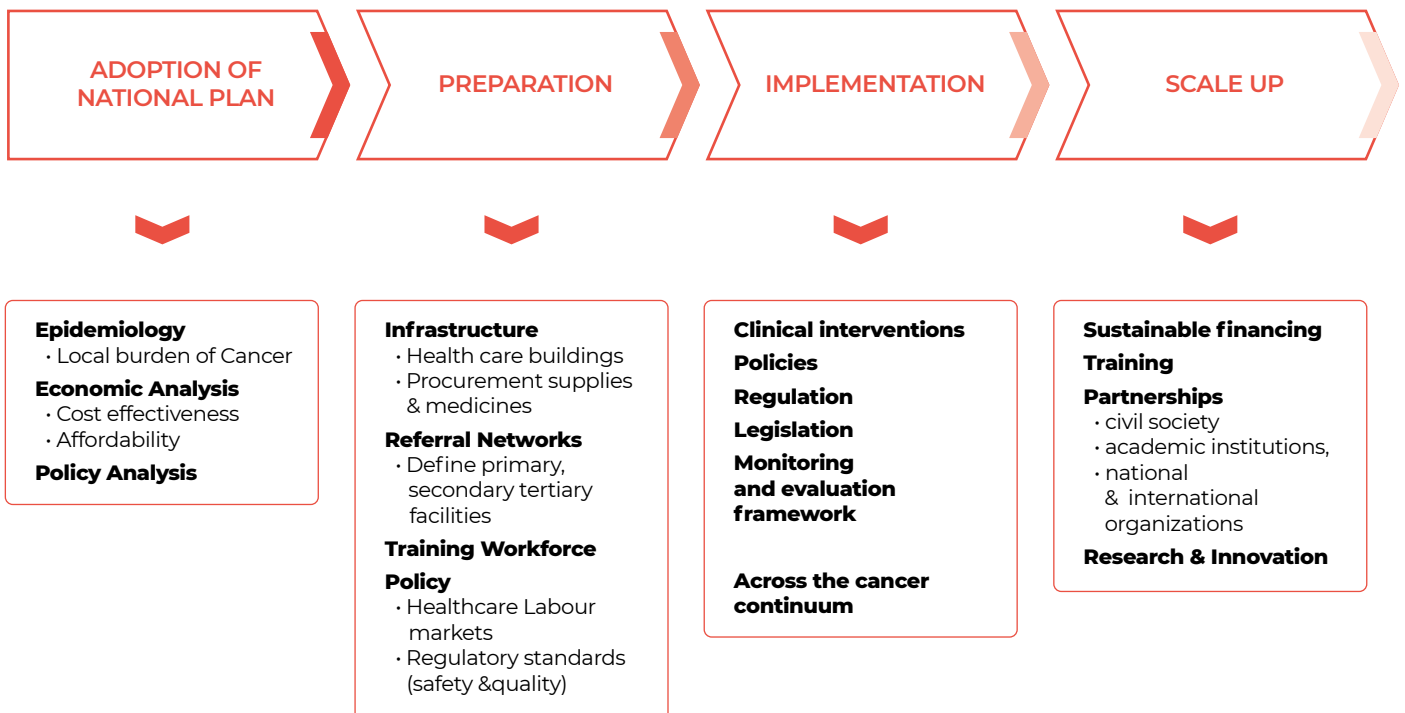 ADOPTION OF
NATIONAL PLAN
PREPARATION
IMPLEMENTATION
SCALE UP
Epidemiology
· Local burden of Cancer
Economic Analysis
· Cost effectiveness
· Affordability
Policy Analysis
Infrastructure
· Health care buildings
· Procurement supplies
& medicines
Referral Networks
· Define primary,
secondary tertiary
facilities
Training Workforce
Policy
· Healthcare Labour
markets
· Regulatory standards
(safety &quality)
Clinical interventions
Policies
Regulation
Legislation
Monitoring
and evaluation
framework
Across the cancer
continuum
Sustainable financing
Training
Partnerships
· civil society
· academic institutions,
· national
& international
organizations
Research & Innovation